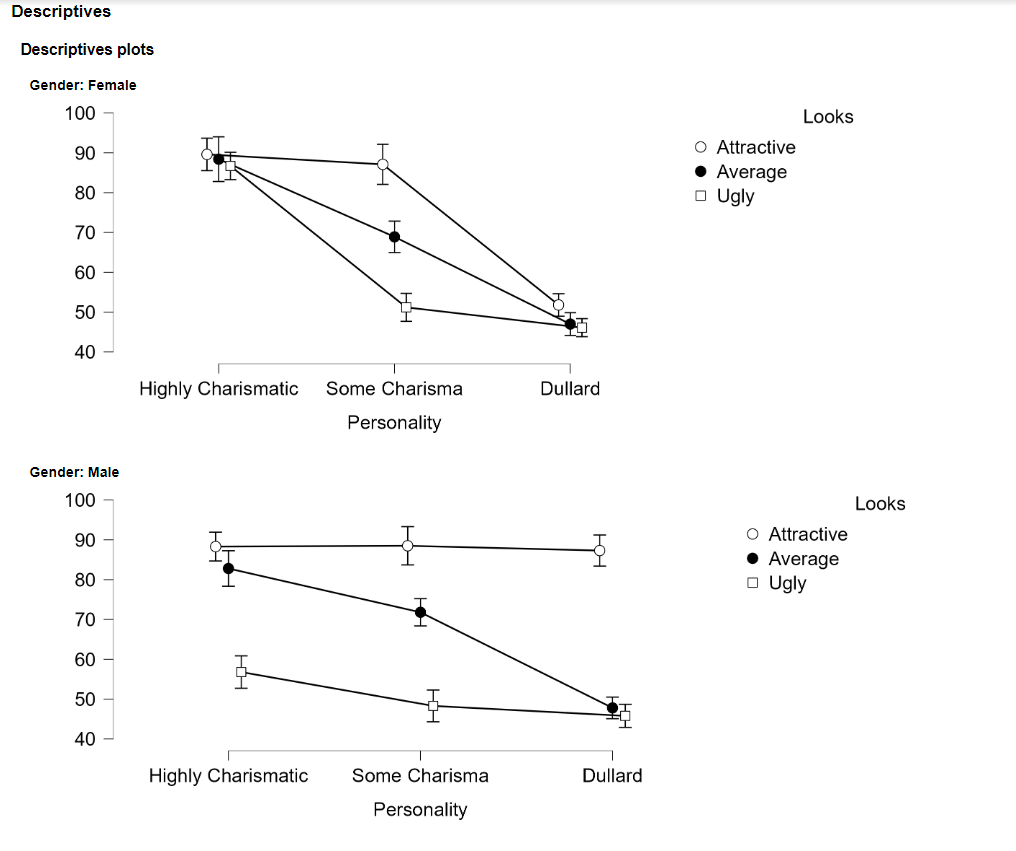 Descriptives
Descriptives plots
Gender: Female
100
90
80
70
60
50
40
Highly Charismatic Some Charisma Dullard
Personality
Looks
Attractive
Average
Ugly
Gender: Male
100
90
80
70
60
50
40
Highly Charismatic Some Charisma Dullard
Personality
Looks
Attractive
Average
Ugly